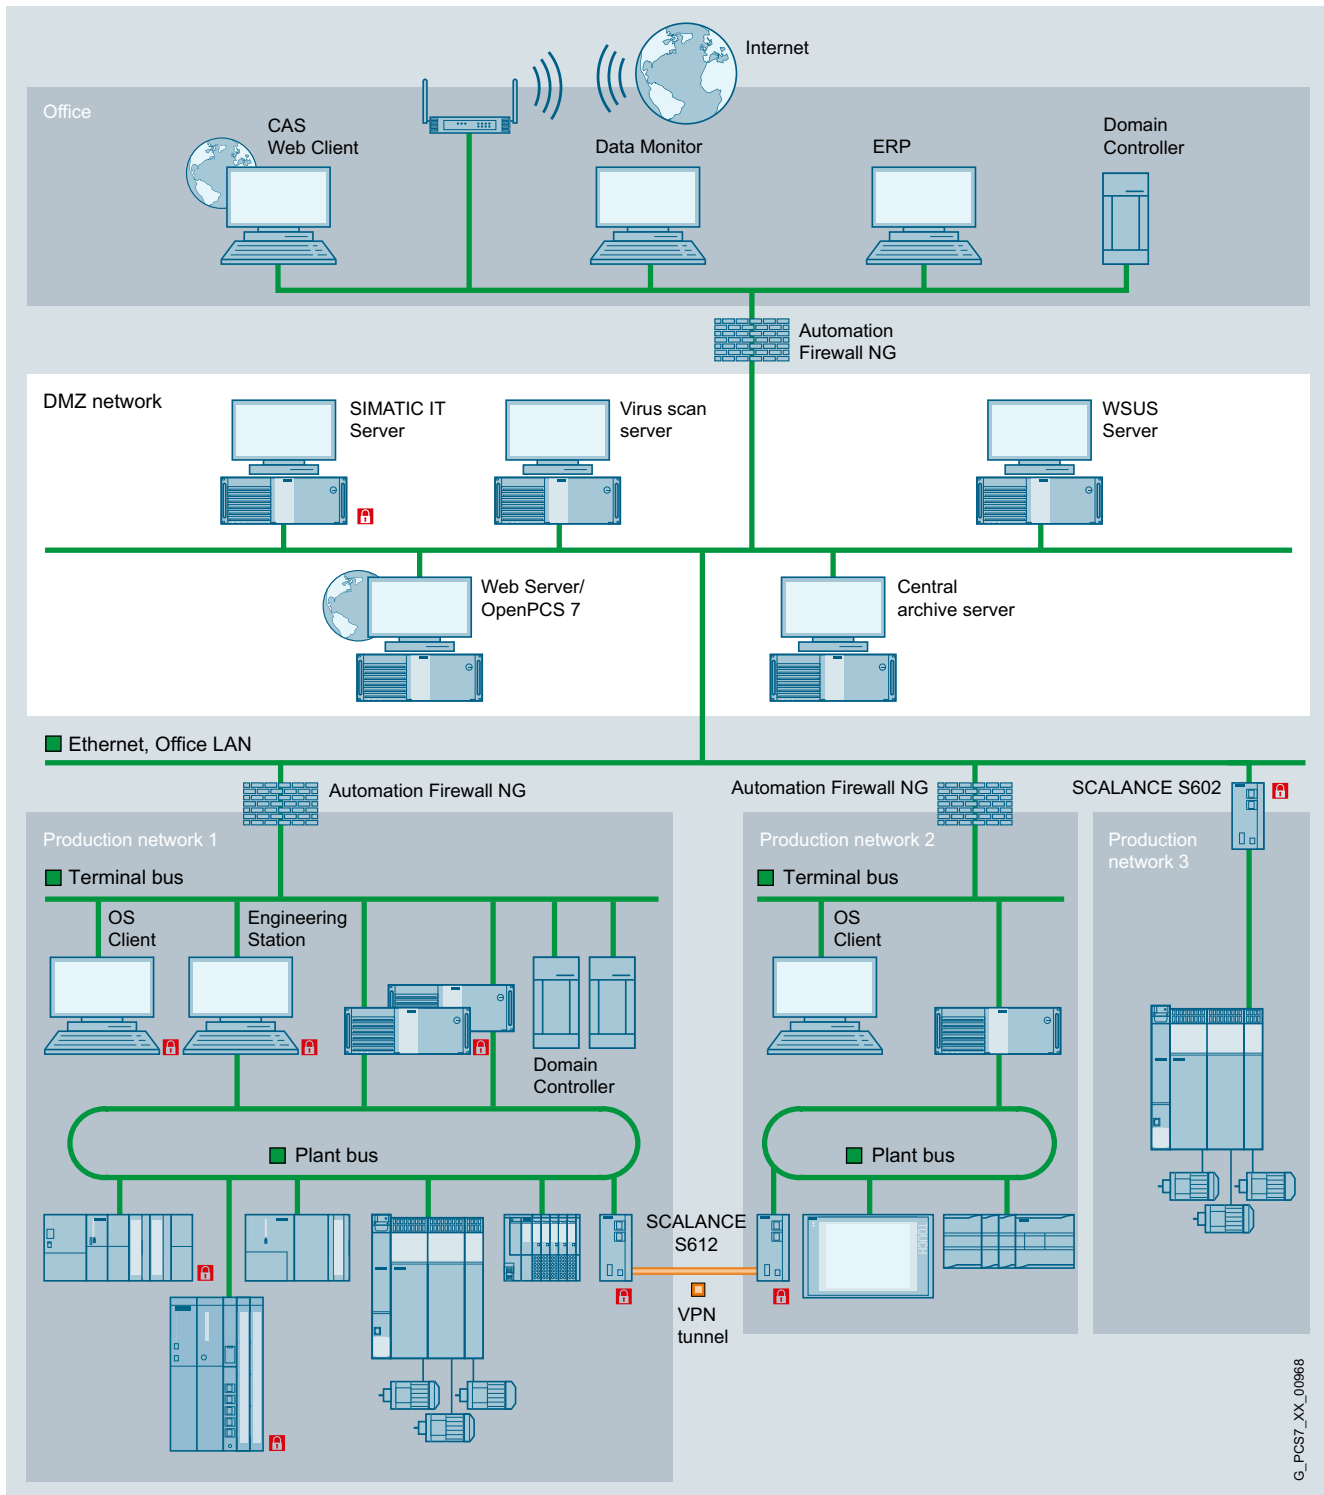 Internet
Office
CAS
Web Client
Data Monitor
ERP
Domain
Controller
Automation
Firewall NG
DMZ network
SIMATIC IT
Server
Virus scan
server
WSUS
Server
Web Server/
OpenPCS 7
Central
archive server
Ethernet, Office LAN
Automation Firewall NG
Automation Firewall NG
SCALANCE S602
Production network 1
Production network 2
Production
network 3
Terminal bus
Terminal bus
OS
Client
Engineering
Station
OS
Client
Domain
Controller
Plant bus
Plant bus
SCALANCE
S612
TOUCH
VPN
tunnel
G_PCS7_XX_00968